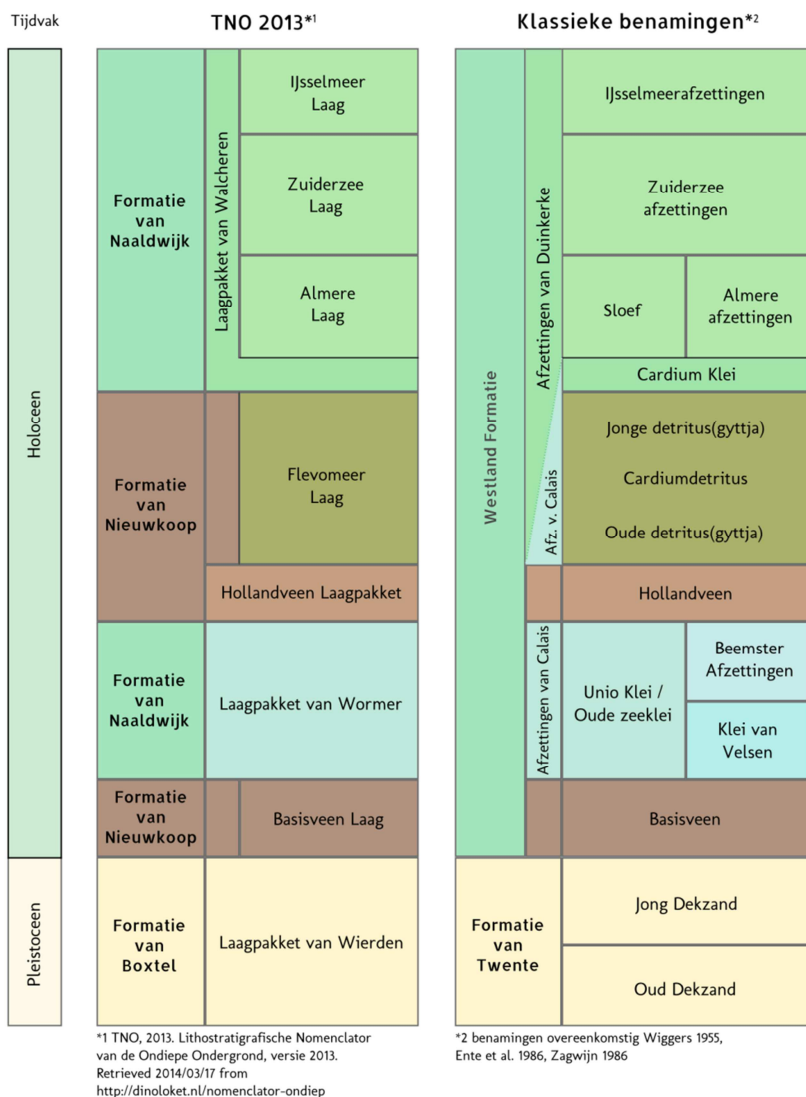 Tijdvak
TNO 2013*1
Klassieke benamingen*2
Holoceen
Pleistoceen
Formatie
van
Naaldwijk
Laagpakket van Walcheren
IJsselmeer
Laag
Zuiderzee
Laag
Almere
Laag
Formatie
van
Nieuwkoop
Flevomeer
Laag
Hollandveen Laagpakket
Formatie
van
Naaldwijk
Laagpakket van Wormer
Formatie
van
Nieuwkoop
Basisveen Laag
Formatie
van
Boxtel
Laagpakket van Wierden
Westland Formatie
Afzettingen van Duinkerke
IJsselmeerafzettingen
Zuiderzee
afzettingen
Sloef
Almere
afzettingen
Cardium Klei
Afz. v. Calais
Jonge detritus(gyttja)
Cardiumdetritus
Oude detritus(gyttja)
Hollandveen
Afzettingen van Calais
Unio Klei /
Oude zeeklei
Beemster
Afzettingen
Klei van
Velsen
Basisveen
Formatie
van
Twente
Jong Dekzand
Oud Dekzand
*1 TNO, 2013. Lithostratigrafische Nomenclator
van de Ondiepe Ondergrond, versie 2013.
Retrieved 2014/03/17 from
http://dinoloket.nl/nomenclator-ondiep
*2 benamingen overeenkomstig Wiggers 1955,
Ente et al. 1986, Zagwijn 1986